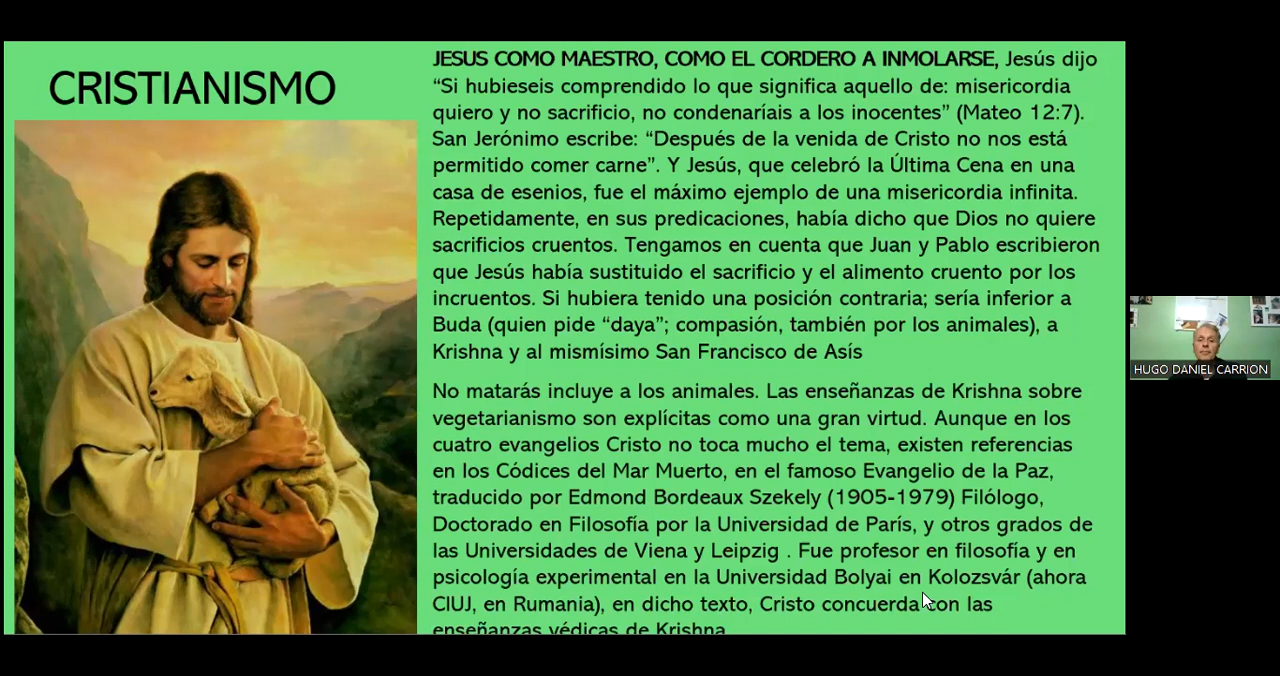 CRISTIANISMO
JESUS COMO MAESTRO, COMO EL CORDERO A INMOLARSE, Jesús dijo
“Si hubieseis comprendido lo que significa aquello de: misericordia
quiero y no sacrificio, no condenaríais a los inocentes” (Mateo 12:7).
San Jerónimo escribe: “Después de la venida de Cristo no nos está
permitido comer carne”. Y Jesús, que celebró la Última Cena en una
casa de esenios, fue el máximo ejemplo de una misericordia infinita.
Repetidamente, en sus predicaciones, había dicho que Dios no quiere
sacrificios cruentos. Tengamos en cuenta que Juan y Pablo escribieron
que Jesús había sustituido el sacrificio y el alimento cruento por los
incruentos. Si hubiera tenido una posición contraria; sería inferior a
Buda (quien pide “daya”; compasión, también por los animales), a
Krishna y al mismísimo San Francisco de Asís
No matarás incluye a los animales. Las enseñanzas de Krishna sobre
vegetarianismo son explícitas como una gran virtud. Aunque en los
cuatro evangelios Cristo no toca mucho el tema, existen referencias
en los Códices del Mar Muerto, en el famoso Evangelio de la Paz,
traducido por Edmond Bordeaux Szekely (1905-1979) Filólogo,
Doctorado en Filosofía por la Universidad de París, y otros grados de
las Universidades de Viena y Leipzig . Fue profesor en filosofía y en
psicología experimental en la Universidad Bolyai en Kolozsvár (ahora
ClUJ, en Rumania), en dicho texto, Cristo concuerda con las
enseñanzas védicas de Krishna
HUGO DANIEL CARRION